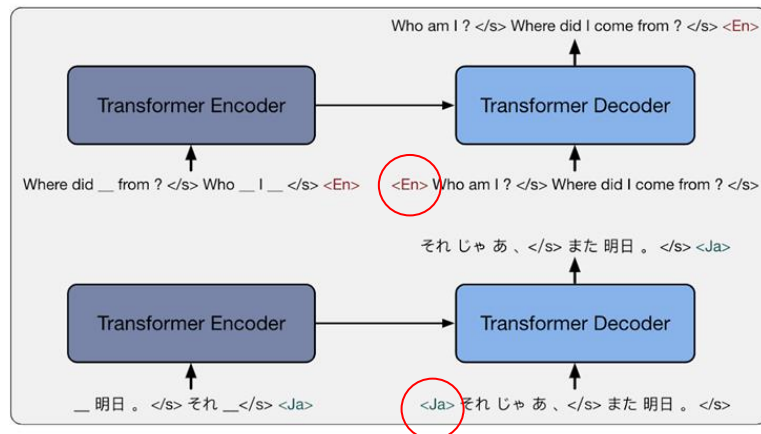 Who am I ? </s> Where did I come from ? </s> <En>
Transformer Encoder
Transformer Decoder
Where did __ from ? </s> Who __ I __ </s> <En>
<En> Who am I ? </s> Where did I come from ? </s>
それ じゃ あ 、 </s> また 明日 。 </s> <Ja>
Transformer Encoder
Transformer Decoder
__ 明日 。 </s> それ __</s> <Ja>
<Ja> それ じゃ あ 、 </s> また 明日 。 </s>